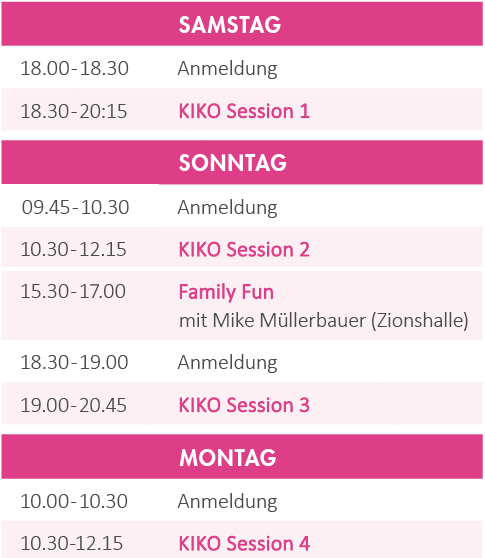 SAMSTAG
18.00-18.30 Anmeldung
18.30-20:15 KIKO Session 1
SONNTAG
09.45-10.30 Anmeldung
10.30-12.15 KIKO Session 2
15.30-17.00 Family Fun
mit Mike Müllerbauer (Zionshalle)
18.30-19.00 Anmeldung
19.00-20.45 KIKO Session 3
MONTAG
10.00-10.30 Anmeldung
10.30-12.15 KIKO Session 4